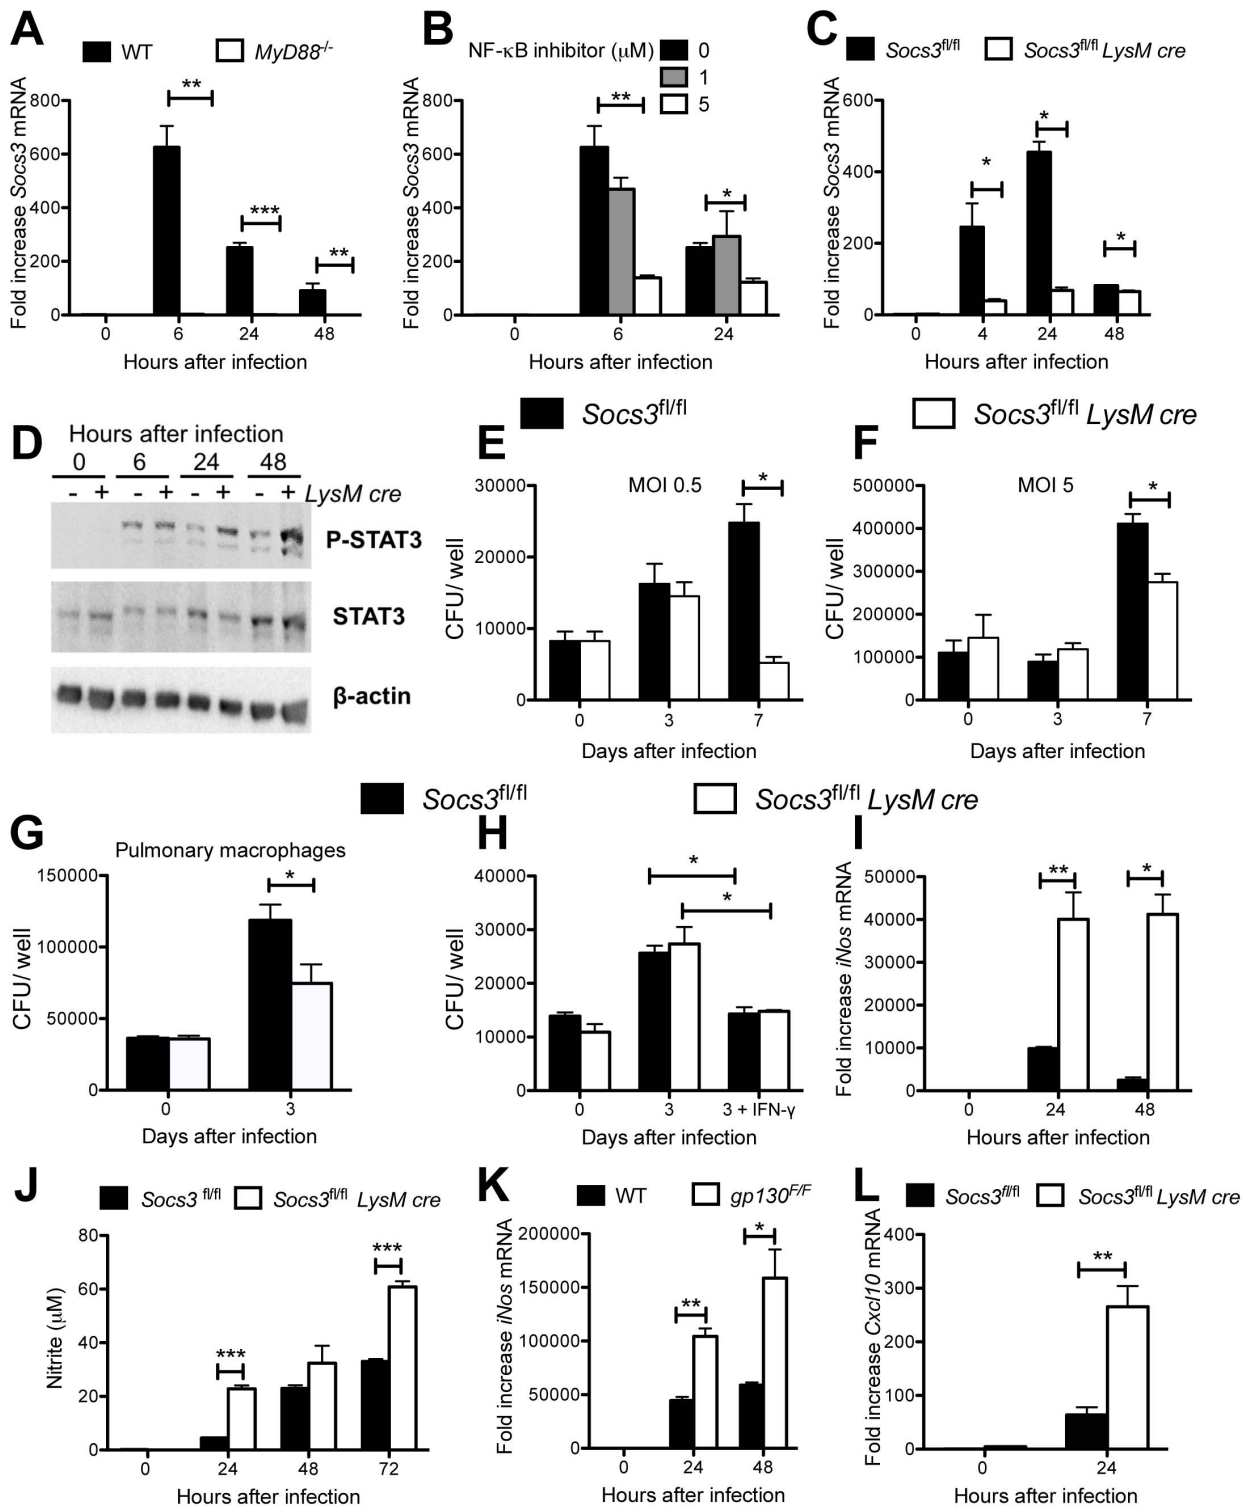 A
WT MyD88-/-
**
***
**
Fold increase Socs3 mRNA
800
600
400
200
0
0 6 24 48
Hours after infection
B
NF-κB inhibitor (μM) 0
1
5
**
*
Fold increase Socs3 mRNA
800
600
400
200
0
0 6 24
Hours after infection
C
Socs3fl/fl Socs3fl/fl LysM cre
*
*
*
Fold increase Socs3 mRNA
600
400
200
0
0 4 24 48
Hours after infection
D
Hours after infection
0 6 24 48
- + - + - + - + LysM cre
P-STAT3
STAT3
β-actin
Socs3fl/fl Socs3fl/fl LysM cre
E
MOI 0.5
*
CFU/ well
30000
20000
10000
0
0 3 7
Days after infection
F
MOI 5
*
CFU/ well
500000
400000
300000
200000
100000
0
0 3 7
Days after infection
Socs3fl/fl Socs3fl/fl LysM cre
G
Pulmonary macrophages
*
CFU/ well
150000
100000
50000
0
0 3
Days after infection
H
*
*
CFU/ well
40000
30000
20000
10000
0
0 3 3 + IFN-γ
Days after infection
I
** *
Fold increase iNos mRNA
50000
40000
30000
20000
10000
0
0 24 48
Hours after infection
J
Socs3 fl/fl Socs3fl/fl LysM cre
***
***
Nitrite (μM)
80
60
40
20
0
0 24 48 72
Hours after infection
K
WT gp130F/F
*
**
Fold increase iNos mRNA
200000
150000
100000
50000
0
0 24 48
Hours after infection
L
Socs3fl/fl Socs3fl/fl LysM cre
**
Fold increase Cxcl10 mRNA
400
300
200
100
0
0 24
Hours after infection